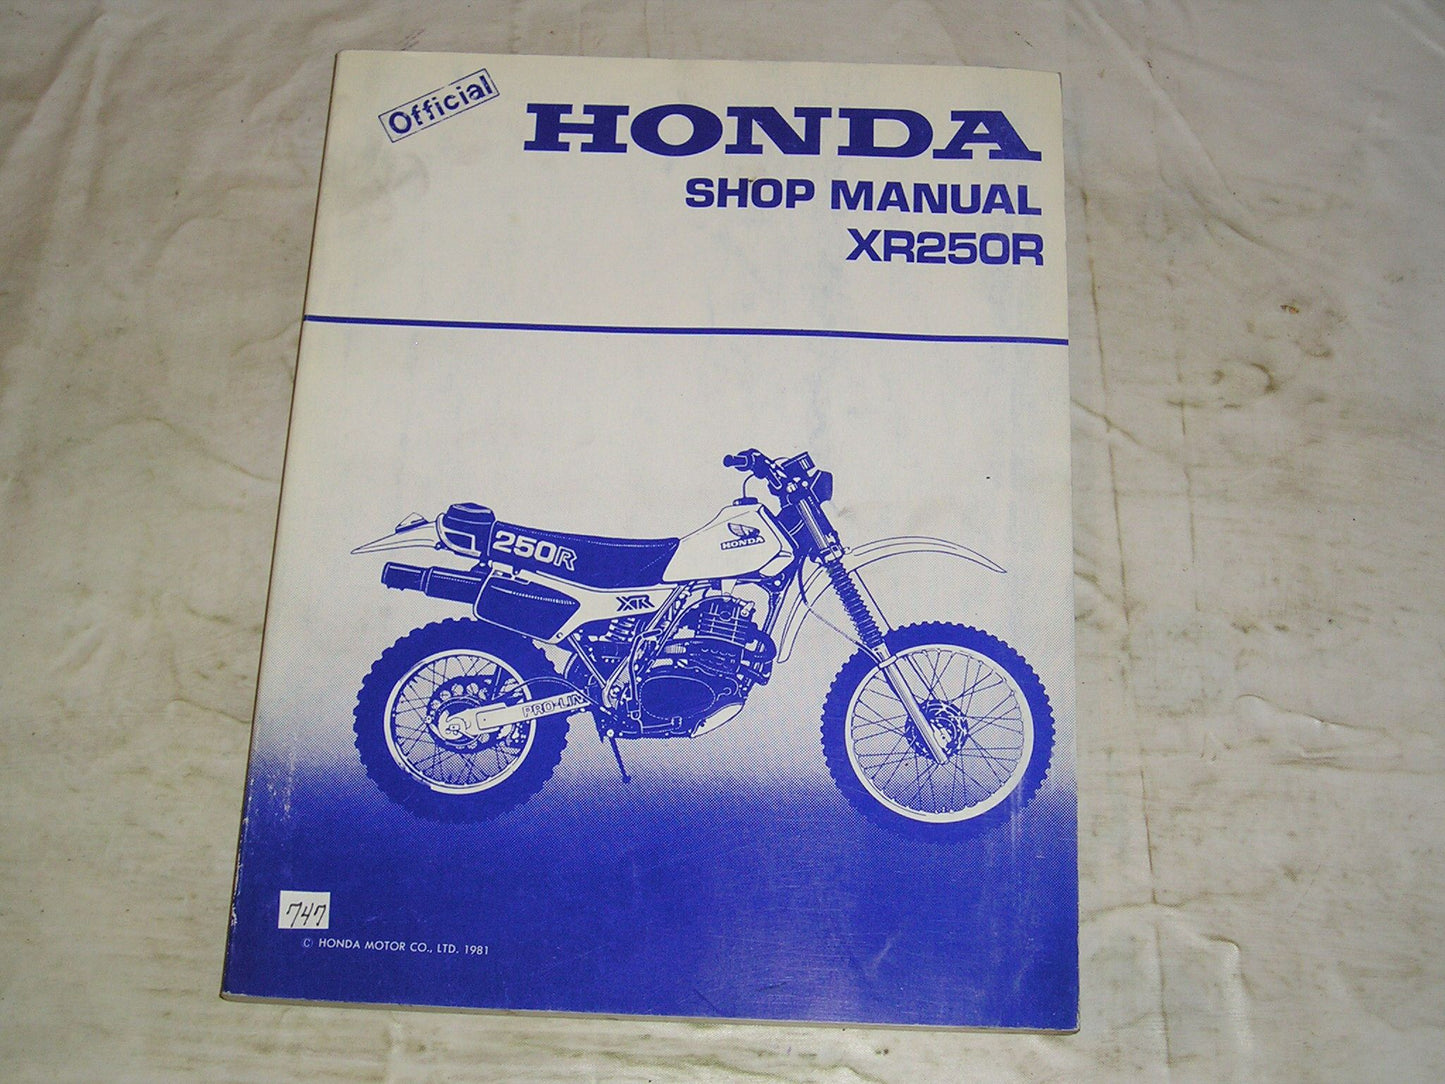 Official
HONDA
SHOP MANUAL
XR250R
250R
HONDA
XR
PRO-LINK
747
© HONDA MOTOR CO., LTD. 1981